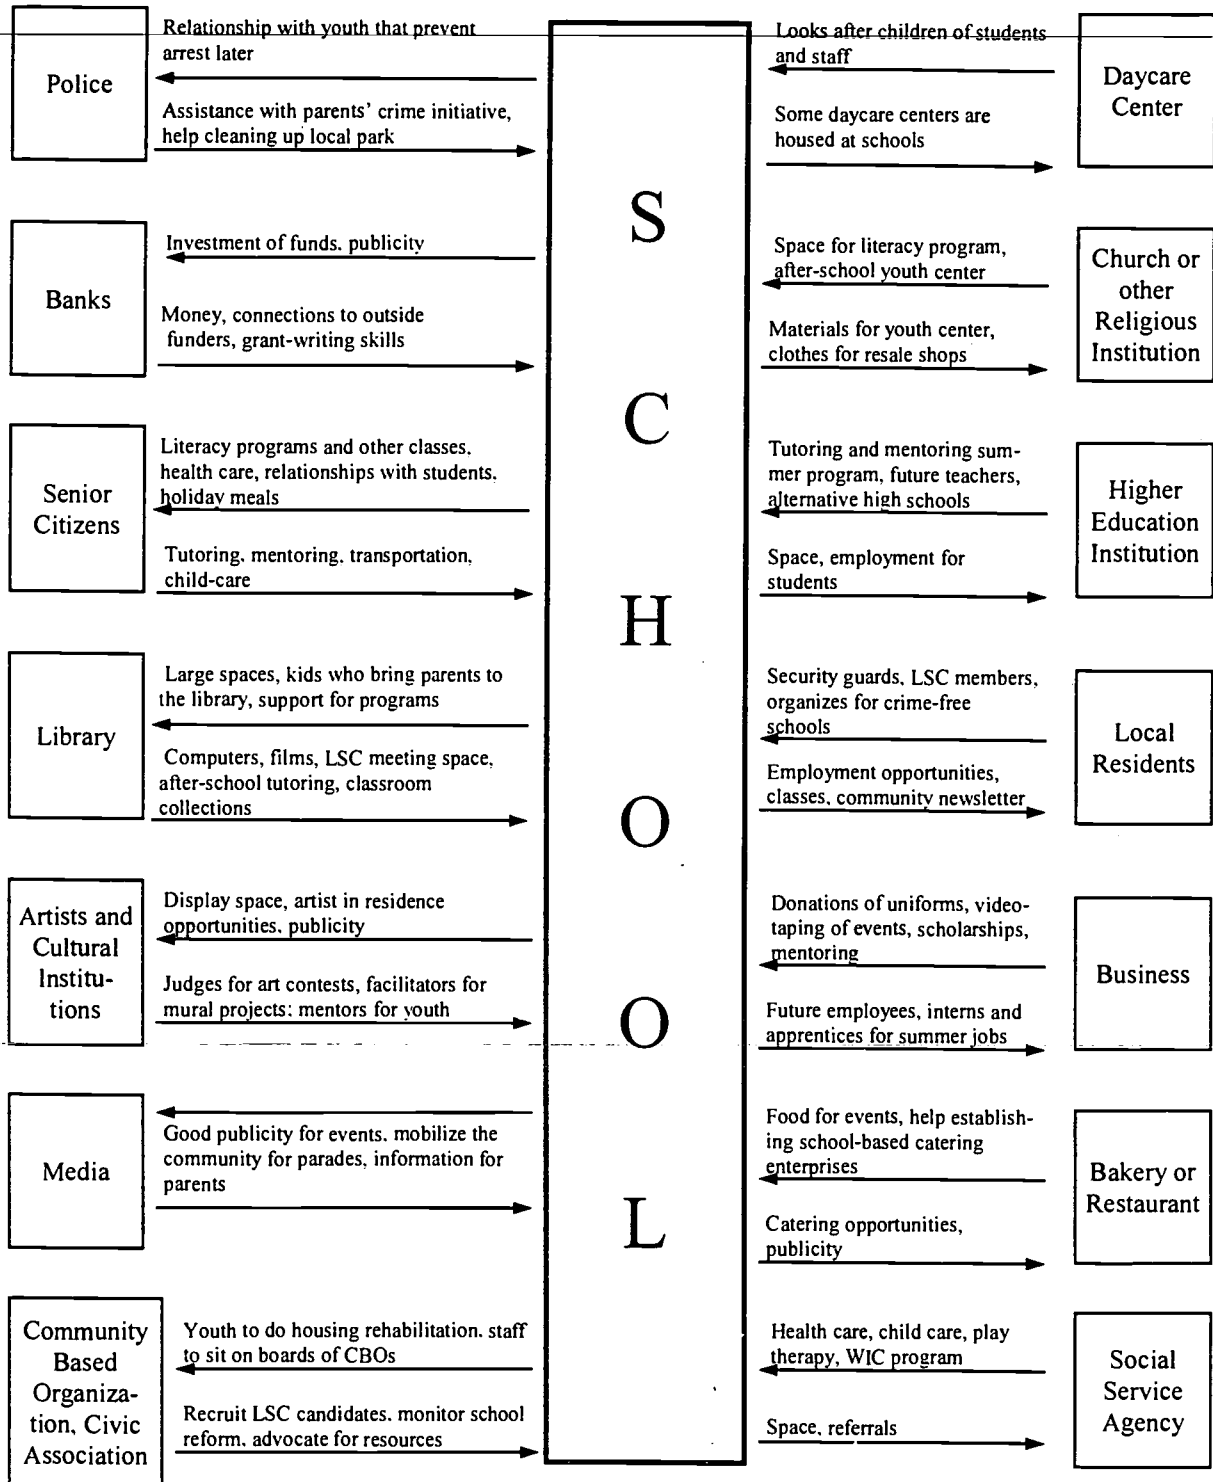 Police
Relationship with youth that prevent
arrest later
Assistance with parents' crime initiative,
help cleaning up local park
Banks
Investment of funds. publicity
Money, connections to outside
funders, grant-writing skills
Senior
Citizens
Literacy programs and other classes.
health care, relationships with students.
holiday meals
Tutoring. mentoring. transportation,
child-care
Library
Large spaces, kids who bring parents to
the library, support for programs
Computers, films, LSC meeting space,
after-school tutoring, classroom
collections
Artists and
Cultural
Institu-
tions
Display space, artist in residence
opportunities. publicity
Judges for art contests, facilitators for
mural projects: mentors for youth
Media
Good publicity for events. mobilize the
community for parades, information for
parents
Community
Based
Organiza-
tion, Civic
Association
Youth to do housing rehabilitation. staff
to sit on boards of CBOs
Recruit LSC candidates. monitor school
reform. advocate for resources
S
C
H
O
O
L
Looks after children of students
and staff
Some daycare centers are
housed at schools
Daycare
Center
Space for literacy program,
after-school youth center
Materials for youth center,
clothes for resale shops
Church or
other
Religious
Institution
Tutoring and mentoring sum-
mer program, future teachers,
alternative high schools
Space, employment for
students
Higher
Education
Institution
Security guards, LSC members,
organizes for crime-free
schools
Employment opportunities,
classes, community newsletter
Local
Residents
Donations of uniforms, video-
taping of events, scholarships,
mentoring
Future employees, interns and
apprentices for summer jobs
Business
Food for events, help establish-
ing school-based catering
enterprises
Catering opportunities,
publicity
Bakery or
Restaurant
Health care, child care, play
therapy, WIC program
Space, referrals
Social
Service
Agency